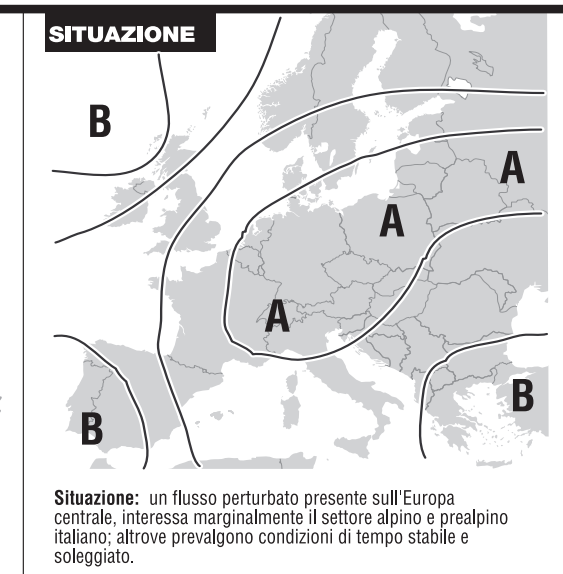 SITUAZIONE
B
A
A
A
B
B
Situazione: un flusso perturbato presente sull'Europa
centrale, interessa marginalmente il settore alpino e prealpino
italiano; altrove prevalgono condizioni di tempo stabile e
soleggiato.